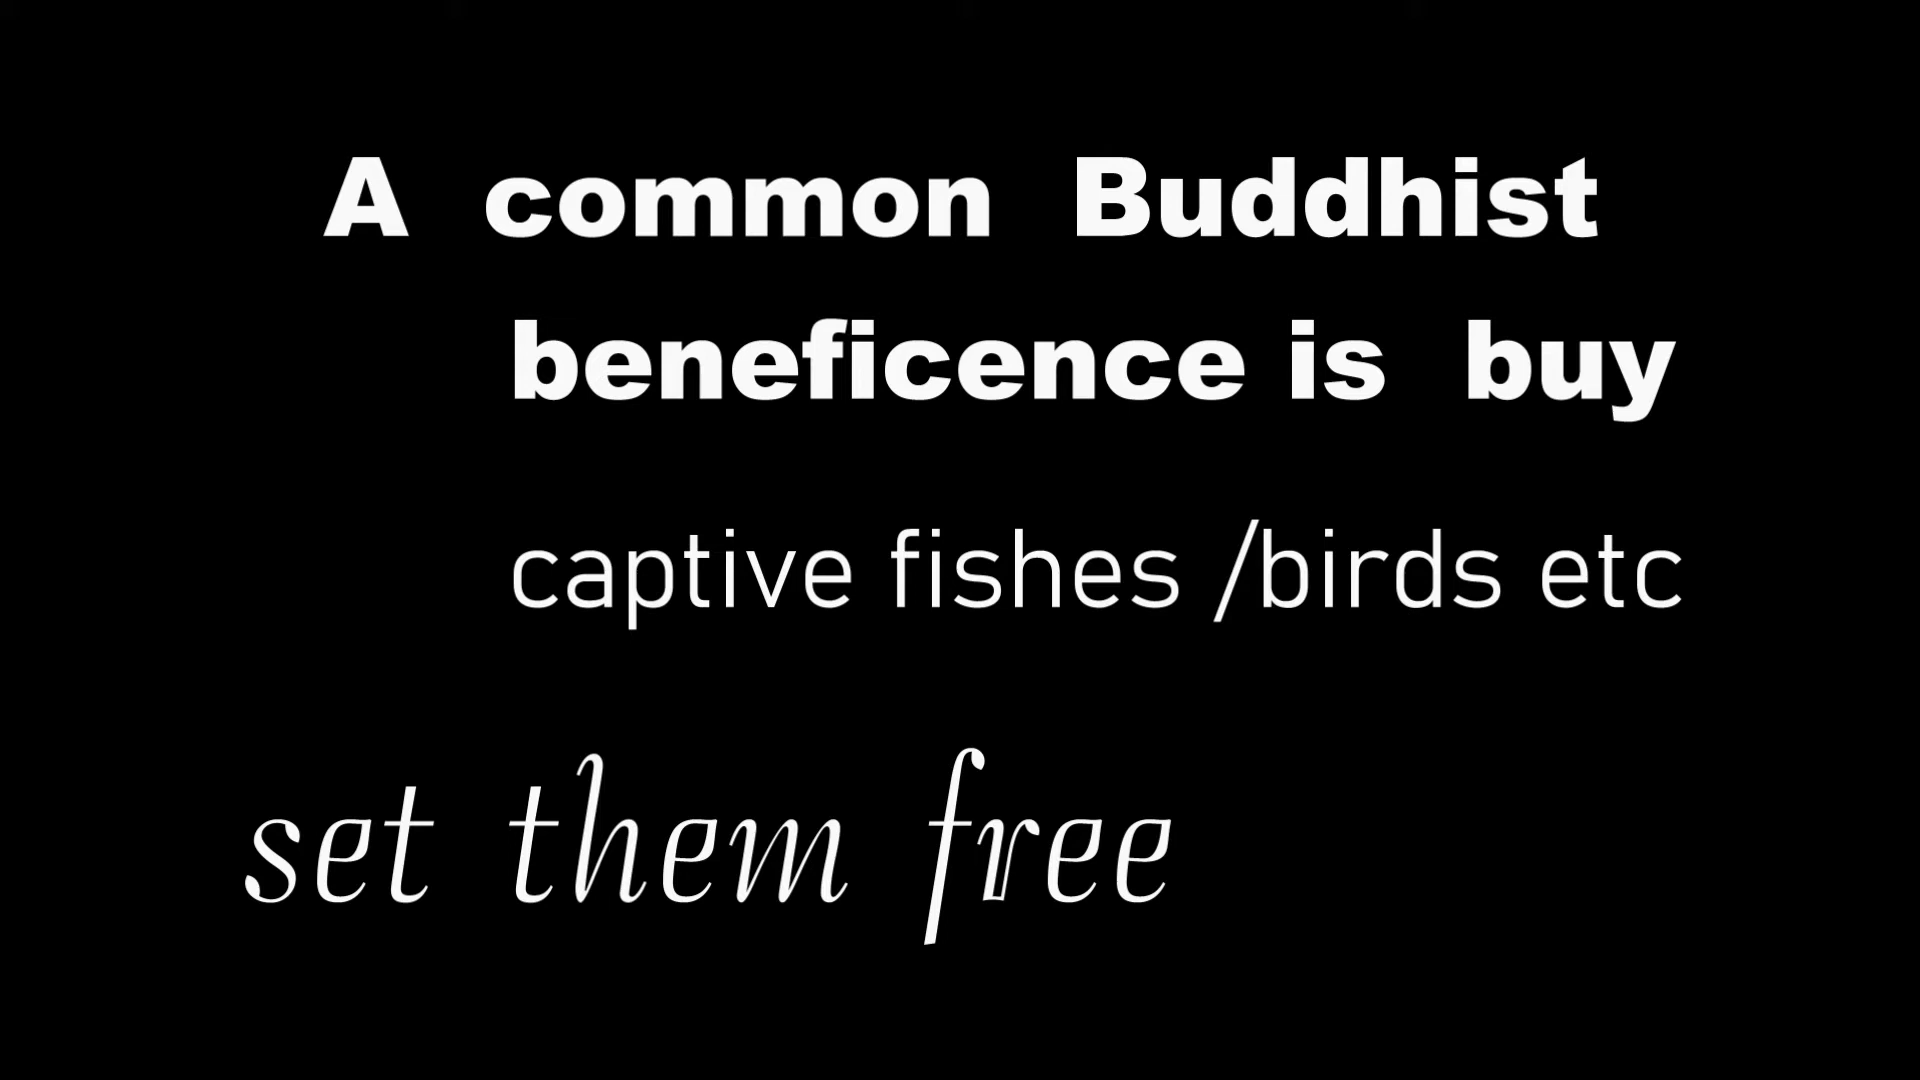 A common Buddhist
beneficence is buy
captive fishes /birds etc
set them free